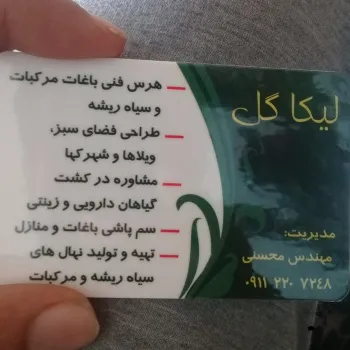 لیکا گل
مدیریت:
مهندس محسنی
۰۹۱۱ ۲۲۰ ۷۲۴۸
هرس فنی باغات مرکبات
و سیاه ریشه
طراحی فضای سبز،
ویلاها و شهرکها
مشاوره در کشت
گیاهان دارویی و زینتی
سم پاشی باغات و منازل
تهیه و تولید نهال های
سیاه ریشه و مرکبات